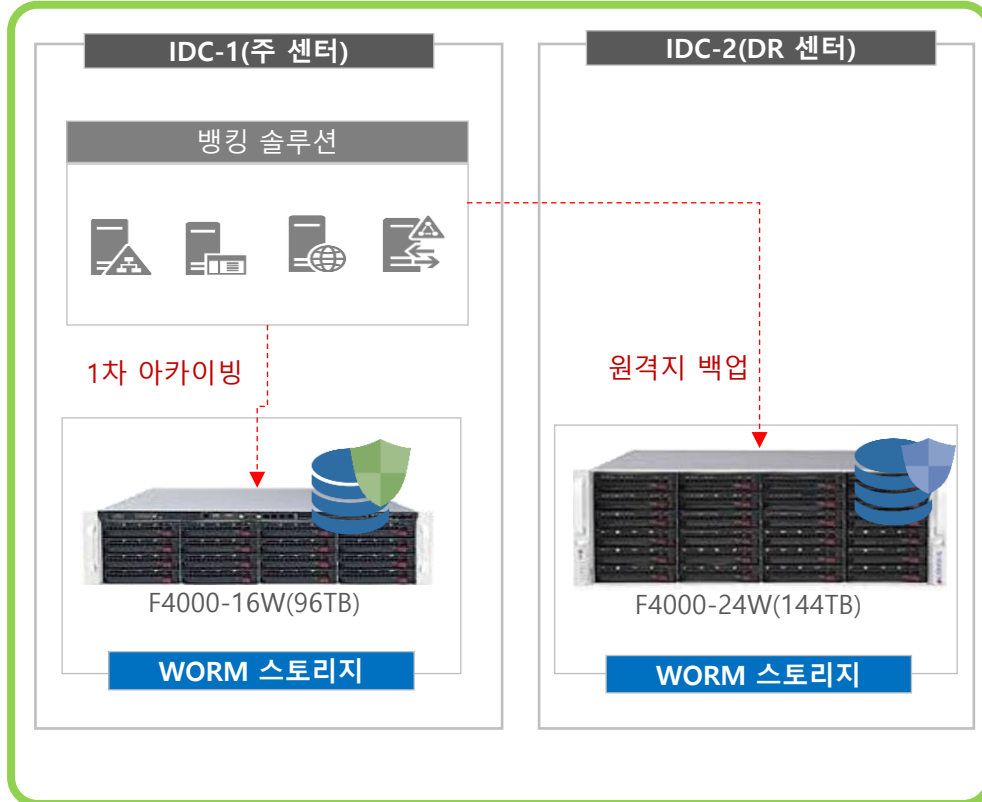 IDC-1(주 센터)
IDC-2(DR 센터)
뱅킹 솔루션
1차 아카이빙
원격지 백업
F4000-16W(96TB)
F4000-24W(144TB)
WORM 스토리지
WORM 스토리지